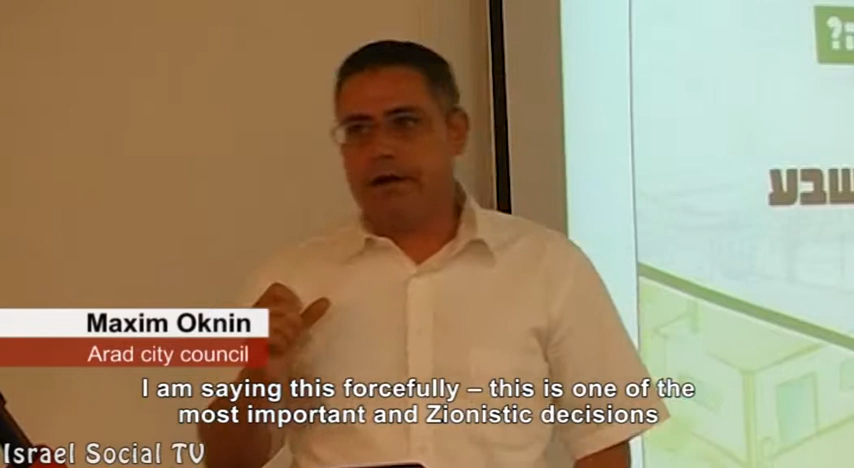 ה?
שבע
Maxim Oknin
Arad city council
I am saying this forcefully – this is one of the
most important and Zionistic decisions
Israel Social TV